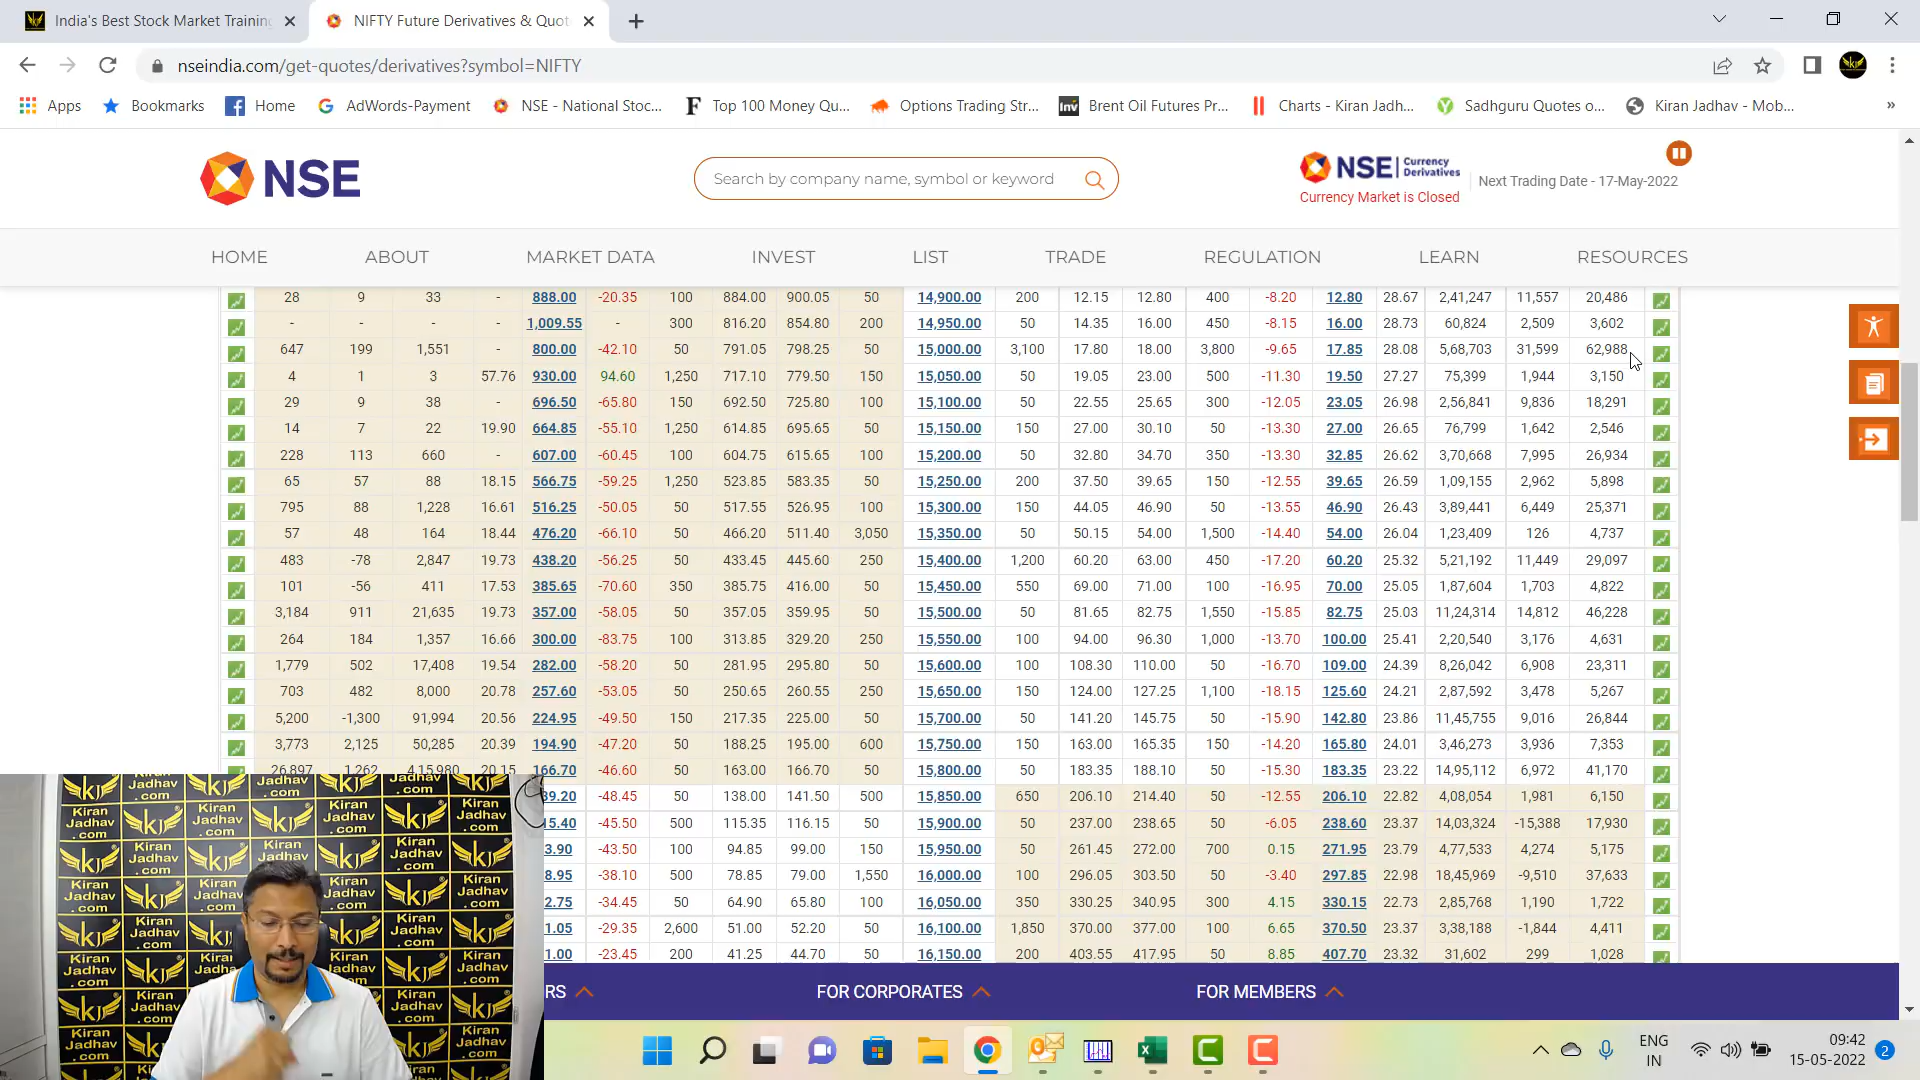 India's Best Stock Market Training
NIFTY Future Derivatives & Quot
nseindia.com/get-quotes/derivatives?symbol=NIFTY
Apps Bookmarks Home AdWords-Payment NSE - National Stoc... Top 100 Money Qu... Options Trading Str... Brent Oil Futures Pr... Charts - Kiran Jadh... Sadhguru Quotes o... Kiran Jadhav - Mob... »
NSE
Search by company name, symbol or keyword
NSE Currency Derivatives
Currency Market is Closed
Next Trading Date - 17-May-2022
HOME ABOUT MARKET DATA INVEST LIST TRADE REGULATION LEARN RESOURCES
28 9 33 - 888.00 -20.35 100 884.00 900.05 50 14,900.00 200 12.15 12.80 400 -8.20 12.80 28.67 2,41,247 11,557 20,486
- - - - 1,009.55 - 300 816.20 854.80 200 14,950.00 50 14.35 16.00 450 -8.15 16.00 28.73 60,824 2,509 3,602
647 199 1,551 - 800.00 -42.10 50 791.05 798.25 50 15,000.00 3,100 17.80 18.00 3,800 -9.65 17.85 28.08 5,68,703 31,599 62,988
4 1 3 57.76 930.00 94.60 1,250 717.10 779.50 150 15,050.00 50 19.05 23.00 500 -11.30 19.50 27.27 75,399 1,944 3,150
29 9 38 - 696.50 -65.80 150 692.50 725.80 100 15,100.00 50 22.55 25.65 300 -12.05 23.05 26.98 2,56,841 9,836 18,291
14 7 22 19.90 664.85 -55.10 1,250 614.85 695.65 50 15,150.00 150 27.00 30.10 50 -13.30 27.00 26.65 76,799 1,642 2,546
228 113 660 - 607.00 -60.45 100 604.75 615.65 100 15,200.00 50 32.80 34.70 350 -13.30 32.85 26.62 3,70,668 7,995 26,934
65 57 88 18.15 566.75 -59.25 1,250 523.85 583.35 50 15,250.00 200 37.50 39.65 150 -12.55 39.65 26.59 1,09,155 2,962 5,898
795 88 1,228 16.61 516.25 -50.05 50 517.55 526.95 100 15,300.00 150 44.05 46.90 50 -13.55 46.90 26.43 3,89,441 6,449 25,371
57 48 164 18.44 476.20 -66.10 50 466.20 511.40 3,050 15,350.00 50 50.15 54.00 1,500 -14.40 54.00 26.04 1,23,409 126 4,737
483 -78 2,847 19.73 438.20 -56.25 50 433.45 445.60 250 15,400.00 1,200 60.20 63.00 450 -17.20 60.20 25.32 5,21,192 11,449 29,097
101 -56 411 17.53 385.65 -70.60 350 385.75 416.00 50 15,450.00 550 69.00 71.00 100 -16.95 70.00 25.05 1,87,604 1,703 4,822
3,184 911 21,635 19.73 357.00 -58.05 50 357.05 359.95 50 15,500.00 50 81.65 82.75 1,550 -15.85 82.75 25.03 11,24,314 14,812 46,228
264 184 1,357 16.66 300.00 -83.75 100 313.85 329.20 250 15,550.00 100 94.00 96.30 1,000 -13.70 100.00 25.41 2,20,540 3,176 4,631
1,779 502 17,408 19.54 282.00 -58.20 50 281.95 295.80 50 15,600.00 100 108.30 110.00 50 -16.70 109.00 24.39 8,26,042 6,908 23,311
703 482 8,000 20.78 257.60 -53.05 50 250.65 260.55 250 15,650.00 150 124.00 127.25 1,100 -18.15 125.60 24.21 2,87,592 3,478 5,267
5,200 -1,300 91,994 20.56 224.95 -49.50 150 217.35 225.00 50 15,700.00 50 141.20 145.75 50 -15.90 142.80 23.86 11,45,755 9,016 26,844
3,773 2,125 50,285 20.39 194.90 -47.20 50 188.25 195.00 600 15,750.00 150 163.00 165.35 150 -14.20 165.80 24.01 3,46,273 3,936 7,353
26,897 1,262 4,15,980 20.15 166.70 -46.60 50 163.00 166.70 50 15,800.00 50 183.35 188.10 50 -15.30 183.35 23.22 14,95,112 6,972 41,170
39.20 -48.45 50 138.00 141.50 500 15,850.00 650 206.10 214.40 50 -12.55 206.10 22.82 4,08,054 1,981 6,150
15.40 -45.50 500 115.35 116.15 50 15,900.00 50 237.00 238.65 50 -6.05 238.60 23.37 14,03,324 -15,388 17,930
3.90 -43.50 100 94.85 99.00 150 15,950.00 50 261.45 272.00 700 0.15 271.95 23.79 4,77,533 4,274 5,175
8.95 -38.10 500 78.85 79.00 1,550 16,000.00 100 296.05 303.50 50 -3.40 297.85 22.98 18,45,969 -9,510 37,633
2.75 -34.45 50 64.90 65.80 100 16,050.00 350 330.25 340.95 300 4.15 330.15 22.73 2,85,768 1,190 1,722
1.05 -29.35 2,600 51.00 52.20 50 16,100.00 1,850 370.00 377.00 100 6.65 370.50 23.37 3,38,188 -1,844 4,411
1.00 -23.45 200 41.25 44.70 50 16,150.00 200 403.55 417.95 50 8.85 407.70 23.32 31,602 299 1,028
Kiran Jadhav .com
KJ
RS FOR CORPORATES FOR MEMBERS
ENG
IN
09:42
15-05-2022
2